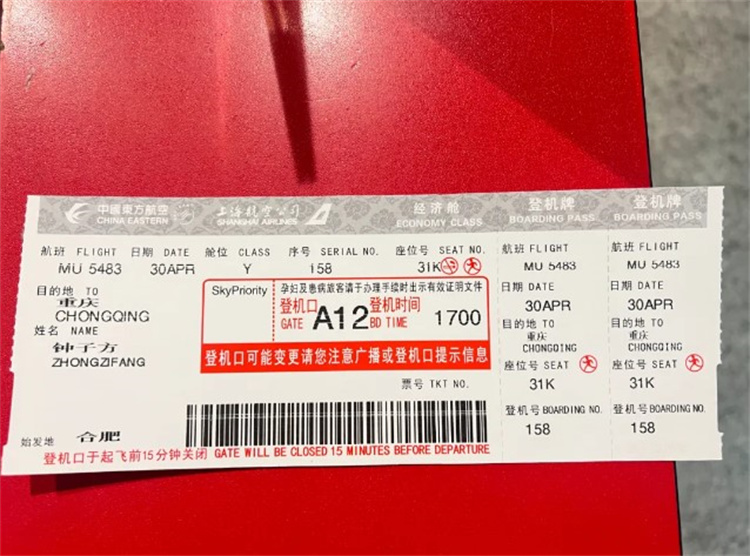 中國東方航空 CHINA EASTERN 上海航空公司 SHANGHAI AIRLINES 经济舱 ECONOMY CLASS
航班 FLIGHT 日期 DATE 舱位 CLASS 序号 SERIAL NO. 座位号 SEAT NO.
MU 5483 30APR Y 158 31K
目的地 TO
重庆
CHONGQING
姓名 NAME
钟子方
ZHONGZIFANG
SkyPriority 孕妇及患病旅客请于办理手续时出示有效证明文件
登机口 GATE A12 登机时间 BD TIME 1700
登机口可能变更请您注意广播或登机口提示信息
票号 TKT NO.
始发地 合肥
登机口于起飞前15分钟关闭 GATE WILL BE CLOSED 15 MINUTES BEFORE DEPARTURE
登机牌
BOARDING PASS
航班 FLIGHT
MU 5483
日期 DATE
30APR
目的地 TO
重庆
CHONGQING
座位号 SEAT
31K
登机号 BOARDING NO.
158
登机牌
BOARDING PASS
航班 FLIGHT
MU 5483
日期 DATE
30APR
目的地 TO
重庆
CHONGQING
座位号 SEAT
31K
登机号 BOARDING NO.
158